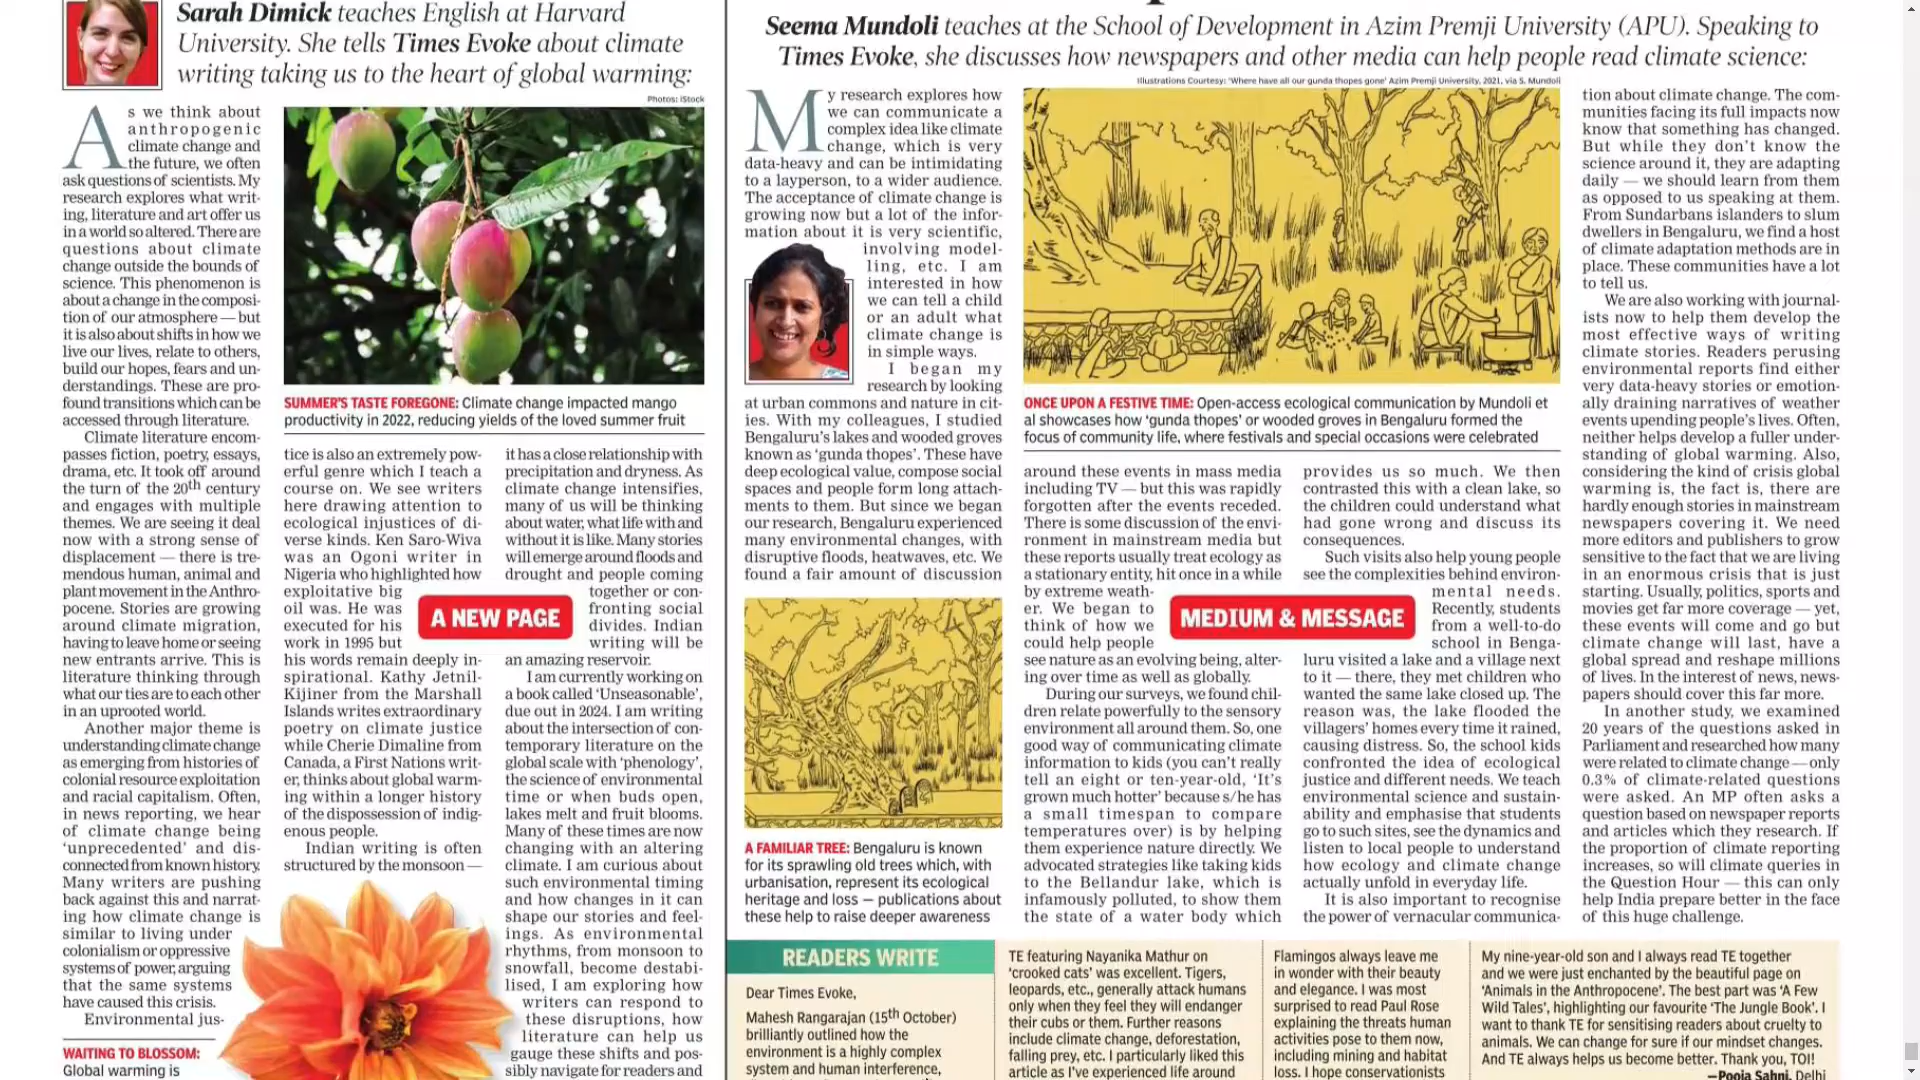 Sarah Dimick teaches English at Harvard
University. She tells Times Evoke about climate
writing taking us to the heart of global warming:
Photos: iStock
As we think about
anthropogenic
climate change and
the future, we often
ask questions of scientists. My
research explores what writ-
ing, literature and art offer us
in a world so altered. There are
questions about climate
change outside the bounds of
science. This phenomenon is
about a change in the composi-
tion of our atmosphere — but
it is also about shifts in how we
live our lives, relate to others,
build our hopes, fears and un-
derstandings. These are pro-
found transitions which can be
accessed through literature.
Climate literature encom-
passes fiction, poetry, essays,
drama, etc. It took off around
the turn of the 20th century
and engages with multiple
themes. We are seeing it deal
now with a strong sense of
displacement — there is tre-
mendous human, animal and
plant movement in the Anthro-
pocene. Stories are growing
around climate migration,
having to leave home or seeing
new entrants arrive. This is
literature thinking through
what our ties are to each other
in an uprooted world.
Another major theme is
understanding climate change
as emerging from histories of
colonial resource exploitation
and racial capitalism. Often,
in news reporting, we hear
of climate change being
‘unprecedented’ and dis-
connected from known history.
Many writers are pushing
back against this and narrat-
ing how climate change is
similar to living under
colonialism or oppressive
systems of power, arguing
that the same systems
have caused this crisis.
Environmental jus-
WAITING TO BLOSSOM:
Global warming is
SUMMER’S TASTE FOREGONE: Climate change impacted mango
productivity in 2022, reducing yields of the loved summer fruit
tice is also an extremely pow-
erful genre which I teach a
course on. We see writers
here drawing attention to
ecological injustices of di-
verse kinds. Ken Saro-Wiva
was an Ogoni writer in
Nigeria who highlighted how
exploitative big
oil was. He was
executed for his
work in 1995 but
his words remain deeply in-
spirational. Kathy Jetnil-
Kijiner from the Marshall
Islands writes extraordinary
poetry on climate justice
while Cherie Dimaline from
Canada, a First Nations writ-
er, thinks about global warm-
ing within a longer history
of the dispossession of indig-
enous people.
Indian writing is often
structured by the monsoon —
A NEW PAGE
it has a close relationship with
precipitation and dryness. As
climate change intensifies,
many of us will be thinking
about water, what life with and
without it is like. Many stories
will emerge around floods and
drought and people coming
together or con-
fronting social
divides. Indian
writing will be
an amazing reservoir.
I am currently working on
a book called ‘Unseasonable’,
due out in 2024. I am writing
about the intersection of con-
temporary literature on the
global scale with ‘phenology’,
the science of environmental
time or when buds open,
lakes melt and fruit blooms.
Many of these times are now
changing with an altering
climate. I am curious about
such environmental timing
and how changes in it can
shape our stories and feel-
ings. As environmental
rhythms, from monsoon to
snowfall, become destabi-
lised, I am exploring how
writers can respond to
these disruptions, how
literature can help us
gauge these shifts and pos-
sibly navigate for readers and
Seema Mundoli teaches at the School of Development in Azim Premji University (APU). Speaking to
Times Evoke, she discusses how newspapers and other media can help people read climate science:
Illustrations Courtesy: ‘Where have all our gunda thopes gone’ Azim Premji University, 2021, via S. Mundoli
My research explores how
we can communicate a
complex idea like climate
change, which is very
data-heavy and can be intimidating
to a layperson, to a wider audience.
The acceptance of climate change is
growing now but a lot of the infor-
mation about it is very scientific,
involving model-
ling, etc. I am
interested in how
we can tell a child
or an adult what
climate change is
in simple ways.
I began my
research by looking
at urban commons and nature in cit-
ies. With my colleagues, I studied
Bengaluru’s lakes and wooded groves
known as ‘gunda thopes’. These have
deep ecological value, compose social
spaces and people form long attach-
ments to them. But since we began
our research, Bengaluru experienced
many environmental changes, with
disruptive floods, heatwaves, etc. We
found a fair amount of discussion
A FAMILIAR TREE: Bengaluru is known
for its sprawling old trees which, with
urbanisation, represent its ecological
heritage and loss — publications about
these help to raise deeper awareness
ONCE UPON A FESTIVE TIME: Open-access ecological communication by Mundoli et
al showcases how ‘gunda thopes’ or wooded groves in Bengaluru formed the
focus of community life, where festivals and special occasions were celebrated
around these events in mass media
including TV — but this was rapidly
forgotten after the events receded.
There is some discussion of the envi-
ronment in mainstream media but
these reports usually treat ecology as
a stationary entity, hit once in a while
by extreme weath-
er. We began to
think of how we
could help people
see nature as an evolving being, alter-
ing over time as well as globally.
During our surveys, we found chil-
dren relate powerfully to the sensory
environment all around them. So, one
good way of communicating climate
information to kids (you can’t really
tell an eight or ten-year-old, ‘It’s
grown much hotter’ because s/he has
a small timespan to compare
temperatures over) is by helping
them experience nature directly. We
advocated strategies like taking kids
to the Bellandur lake, which is
infamously polluted, to show them
the state of a water body which
MEDIUM & MESSAGE
provides us so much. We then
contrasted this with a clean lake, so
the children could understand what
had gone wrong and discuss its
consequences.
Such visits also help young people
see the complexities behind environ-
mental needs.
Recently, students
from a well-to-do
school in Benga-
luru visited a lake and a village next
to it — there, they met children who
wanted the same lake closed up. The
reason was, the lake flooded the
villagers’ homes every time it rained,
causing distress. So, the school kids
confronted the idea of ecological
justice and different needs. We teach
environmental science and sustain-
ability and emphasise that students
go to such sites, see the dynamics and
listen to local people to understand
how ecology and climate change
actually unfold in everyday life.
It is also important to recognise
the power of vernacular communica-
tion about climate change. The com-
munities facing its full impacts now
know that something has changed.
But while they don’t know the
science around it, they are adapting
daily — we should learn from them
as opposed to us speaking at them.
From Sundarbans islanders to slum
dwellers in Bengaluru, we find a host
of climate adaptation methods are in
place. These communities have a lot
to tell us.
We are also working with journal-
ists now to help them develop the
most effective ways of writing
climate stories. Readers perusing
environmental reports find either
very data-heavy stories or emotion-
ally draining narratives of weather
events upending people’s lives. Often,
neither helps develop a fuller under-
standing of global warming. Also,
considering the kind of crisis global
warming is, the fact is, there are
hardly enough stories in mainstream
newspapers covering it. We need
more editors and publishers to grow
sensitive to the fact that we are living
in an enormous crisis that is just
starting. Usually, politics, sports and
movies get far more coverage — yet,
these events will come and go but
climate change will last, have a
global spread and reshape millions
of lives. In the interest of news, news-
papers should cover this far more.
In another study, we examined
20 years of the questions asked in
Parliament and researched how many
were related to climate change — only
0.3% of climate-related questions
were asked. An MP often asks a
question based on newspaper reports
and articles which they research. If
the proportion of climate reporting
increases, so will climate queries in
the Question Hour — this can only
help India prepare better in the face
of this huge challenge.
READERS WRITE
Dear Times Evoke,
Mahesh Rangarajan (15th October)
brilliantly outlined how the
environment is a highly complex
system and human interference,
TE featuring Nayanika Mathur on
‘crooked cats’ was excellent. Tigers,
leopards, etc., generally attack humans
only when they feel they will endanger
their cubs or them. Further reasons
include climate change, deforestation,
falling prey, etc. I particularly liked this
article as I’ve experienced life around
Flamingos always leave me
in wonder with their beauty
and elegance. I was most
surprised to read Paul Rose
explaining the threats human
activities pose to them now,
including mining and habitat
loss. I hope conservationists
My nine-year-old son and I always read TE together
and we were just enchanted by the beautiful page on
‘Animals in the Anthropocene’. The best part was ‘A Few
Wild Tales’, highlighting our favourite ‘The Jungle Book’. I
want to thank TE for sensitising readers about cruelty to
animals. We can change for sure if our mindset changes.
And TE always helps us become better. Thank you, TOI!
—Pooja Sahni, Delhi